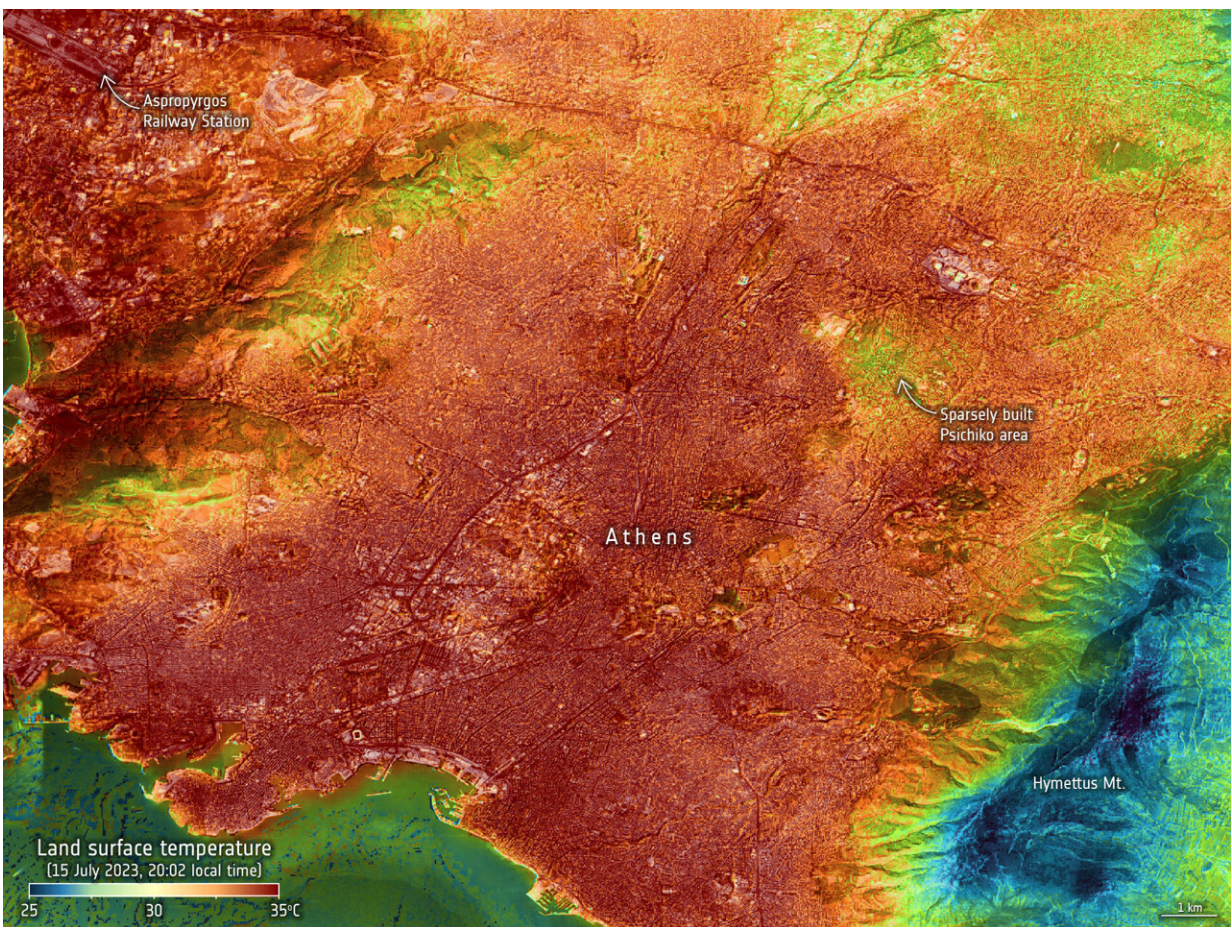 Aspropyrgos
Railway Station
Sparsely built
Psichiko area
Athens
Hymettus Mt.
Land surface temperature
(15 July 2023, 20:02 local time)
25 30 35°C
1 km